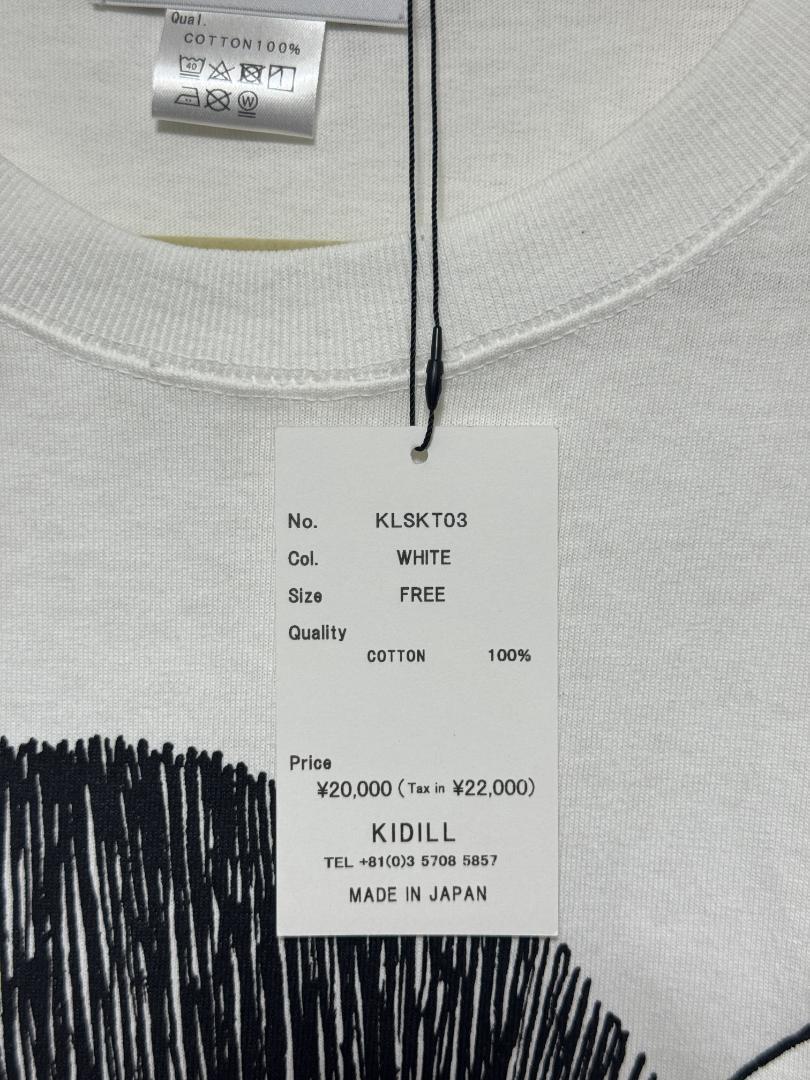 Qual.
COTTON100%
40
W
No. KLSKT03
Col. WHITE
Size FREE
Quality
COTTON 100%
Price
¥20,000 (Tax in ¥22,000)
KIDILL
TEL +81(0)3 5708 5857
MADE IN JAPAN